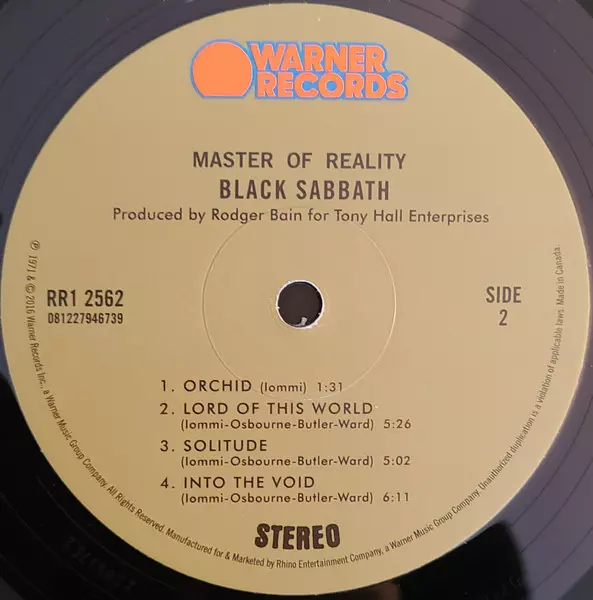 WARNER
RECORDS
MASTER OF REALITY
BLACK SABBATH
Produced by Rodger Bain for Tony Hall Enterprises
RR1 2562
D81227946739
SIDE
2
1. ORCHID (Iommi) 1:31
2. LORD OF THIS WORLD
(Iommi-Osbourne-Butler-Ward) 5:26
3. SOLITUDE
(Iommi-Osbourne-Butler-Ward) 5:02
4. INTO THE VOID
(Iommi-Osbourne-Butler-Ward) 6:11
STEREO
℗ 1971 & © 2016 Warner Records Inc., a Warner Music Group Company. All Rights Reserved. Manufactured for & Marketed by Rhino Entertainment Company, a Warner Music Group Company. Unauthorized duplication is a violation of applicable laws. Made in Canada.